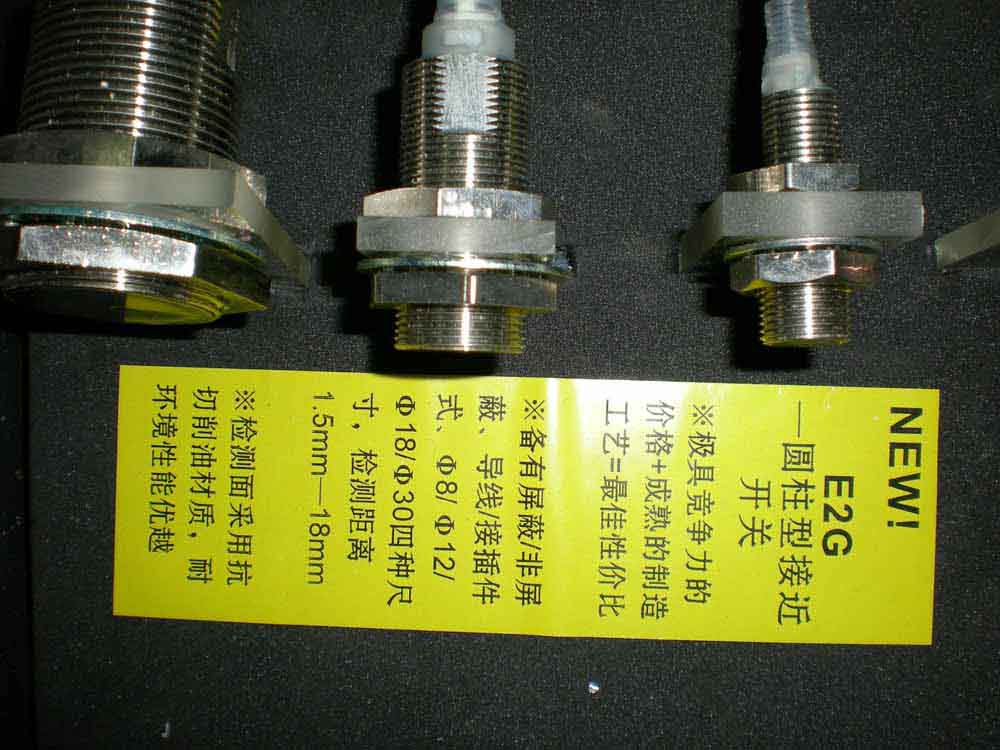 NEW!
E2G
—圆柱型接近
开关
※极具竞争力的
价格+成熟的制造
工艺=最佳性价比
※备有屏蔽/非屏
蔽、导线/接插件
式、Φ8/Φ12/
Φ18/Φ30四种尺
寸，检测距离
1.5mm—18mm
※检测面采用抗
切削油材质，耐
环境性能优越